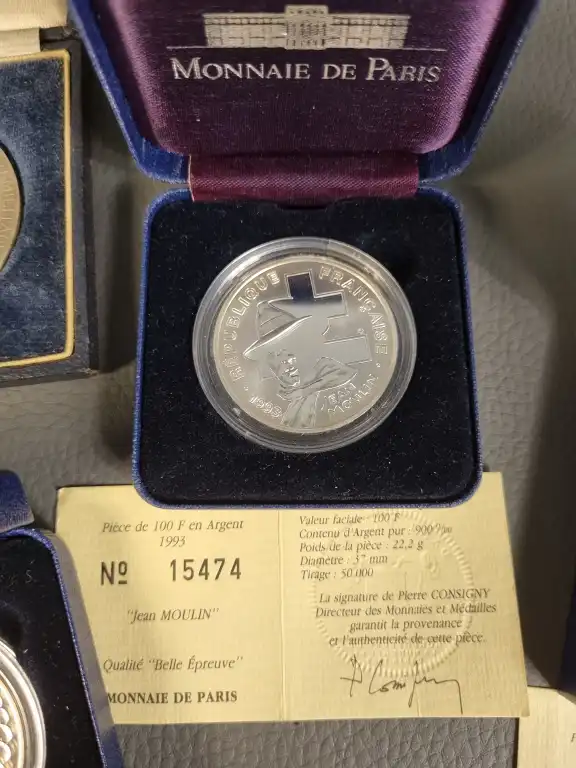 MONNAIE DE PARIS
RÉPUBLIQUE FRANÇAISE
1993
JEAN
MOULIN
Pièce de 100 F en Argent
1993
Nº 15474
"Jean MOULIN"
Qualité "Belle Épreuve"
MONNAIE DE PARIS
Valeur faciale : 100 F
Contenu d'Argent pur : 900‰
Poids de la pièce : 22,2 g
Diamètre : 37 mm
Tirage : 50 000
La signature de Pierre CONSIGNY
Directeur des Monnaies et Médailles
garantit la provenance
et l'authenticité de cette pièce.